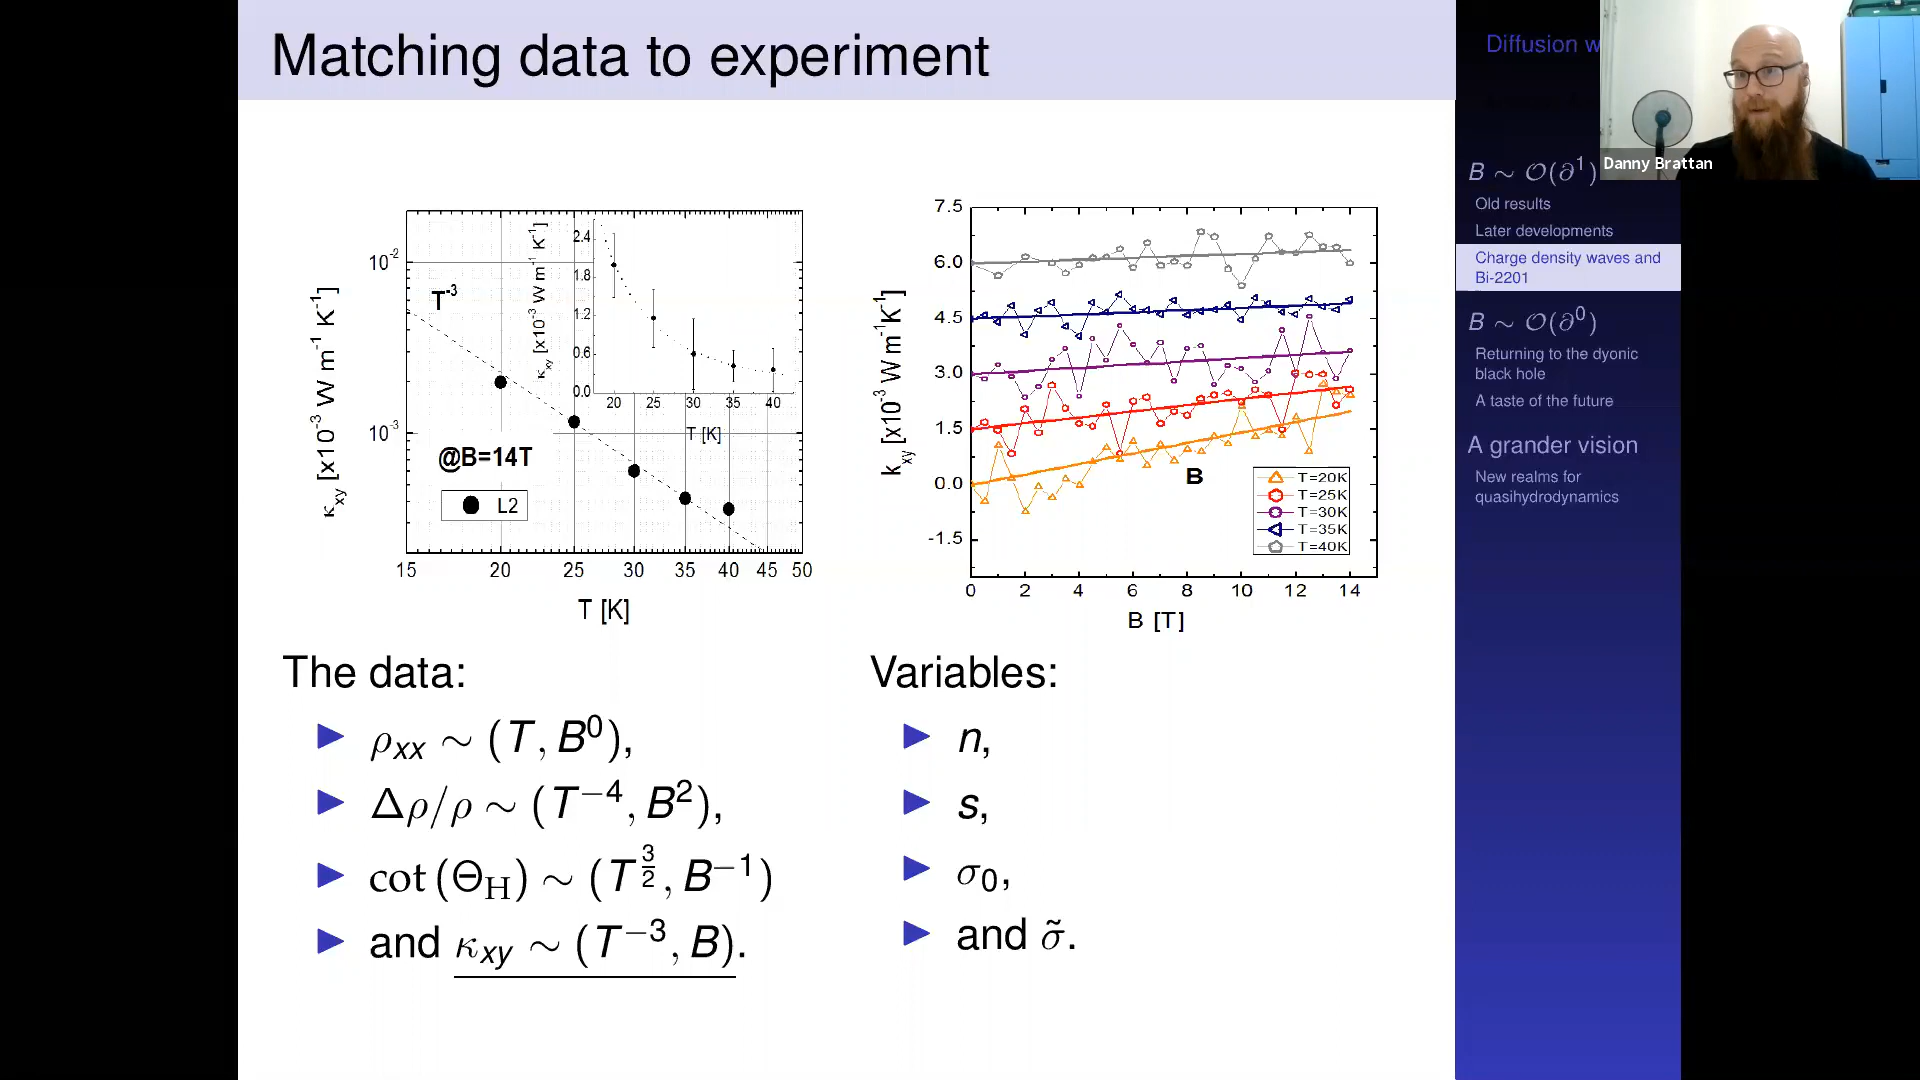 Matching data to experiment
Diffusion w
Danny Brattan
B ∼ O(∂¹)
Old results
Later developments
Charge density waves and
Bi-2201
B ∼ O(∂⁰)
Returning to the dyonic
black hole
A taste of the future
A grander vision
New realms for
quasihydrodynamics
κxy [x10⁻³ W m⁻¹ K⁻¹]
10⁻²
10⁻³
T⁻³
@B=14T
L2
15 20 25 30 35 40 45 50
T [K]
κxy [x10⁻³ W m⁻¹ K⁻¹]
2.4
1.8
1.2
0.6
0.0
20 25 30 35 40
T [K]
kxy [x10⁻³ W m⁻¹K⁻¹]
7.5
6.0
4.5
3.0
1.5
0.0
-1.5
B
T=20K
T=25K
T=30K
T=35K
T=40K
0 2 4 6 8 10 12 14
B [T]
The data:
ρxx ∼ (T, B⁰),
Δρ/ρ ∼ (T⁻⁴, B²),
cot(ΘH) ∼ (T^{3/2}, B⁻¹)
and κxy ∼ (T⁻³, B).
Variables:
n,
s,
σ₀,
and σ̃.